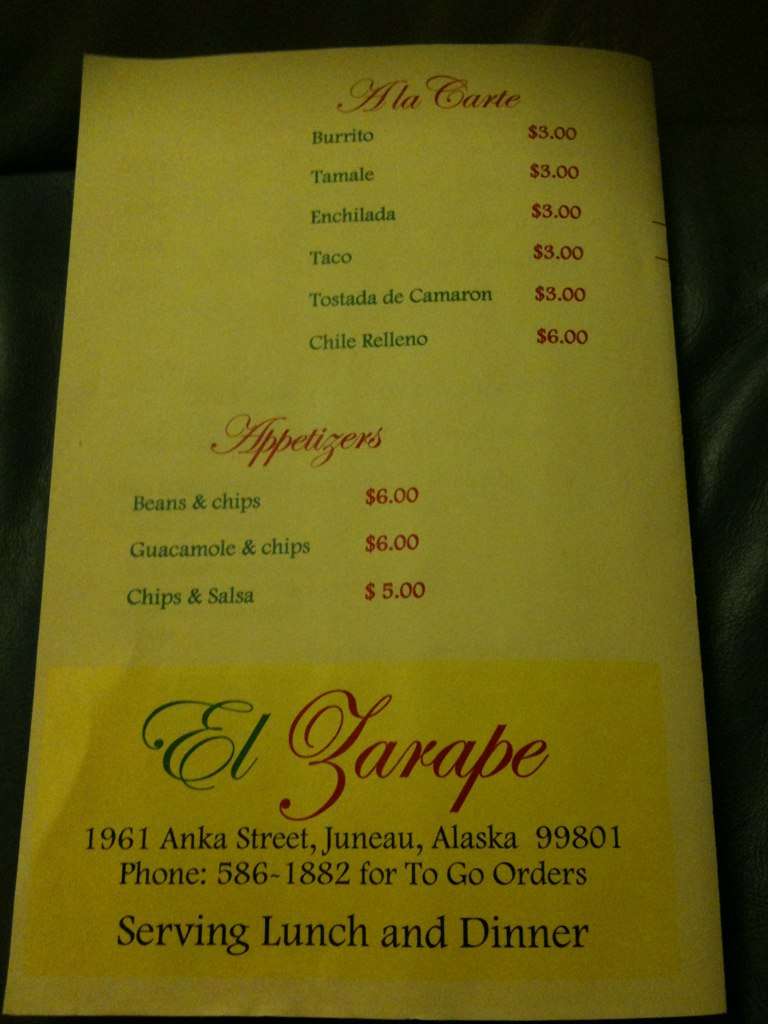 A la Carte
Burrito $3.00
Tamale $3.00
Enchilada $3.00
Taco $3.00
Tostada de Camaron $3.00
Chile Relleno $6.00
Appetizers
Beans & chips $6.00
Guacamole & chips $6.00
Chips & Salsa $ 5.00
El Zarape
1961 Anka Street, Juneau, Alaska 99801
Phone: 586-1882 for To Go Orders
Serving Lunch and Dinner